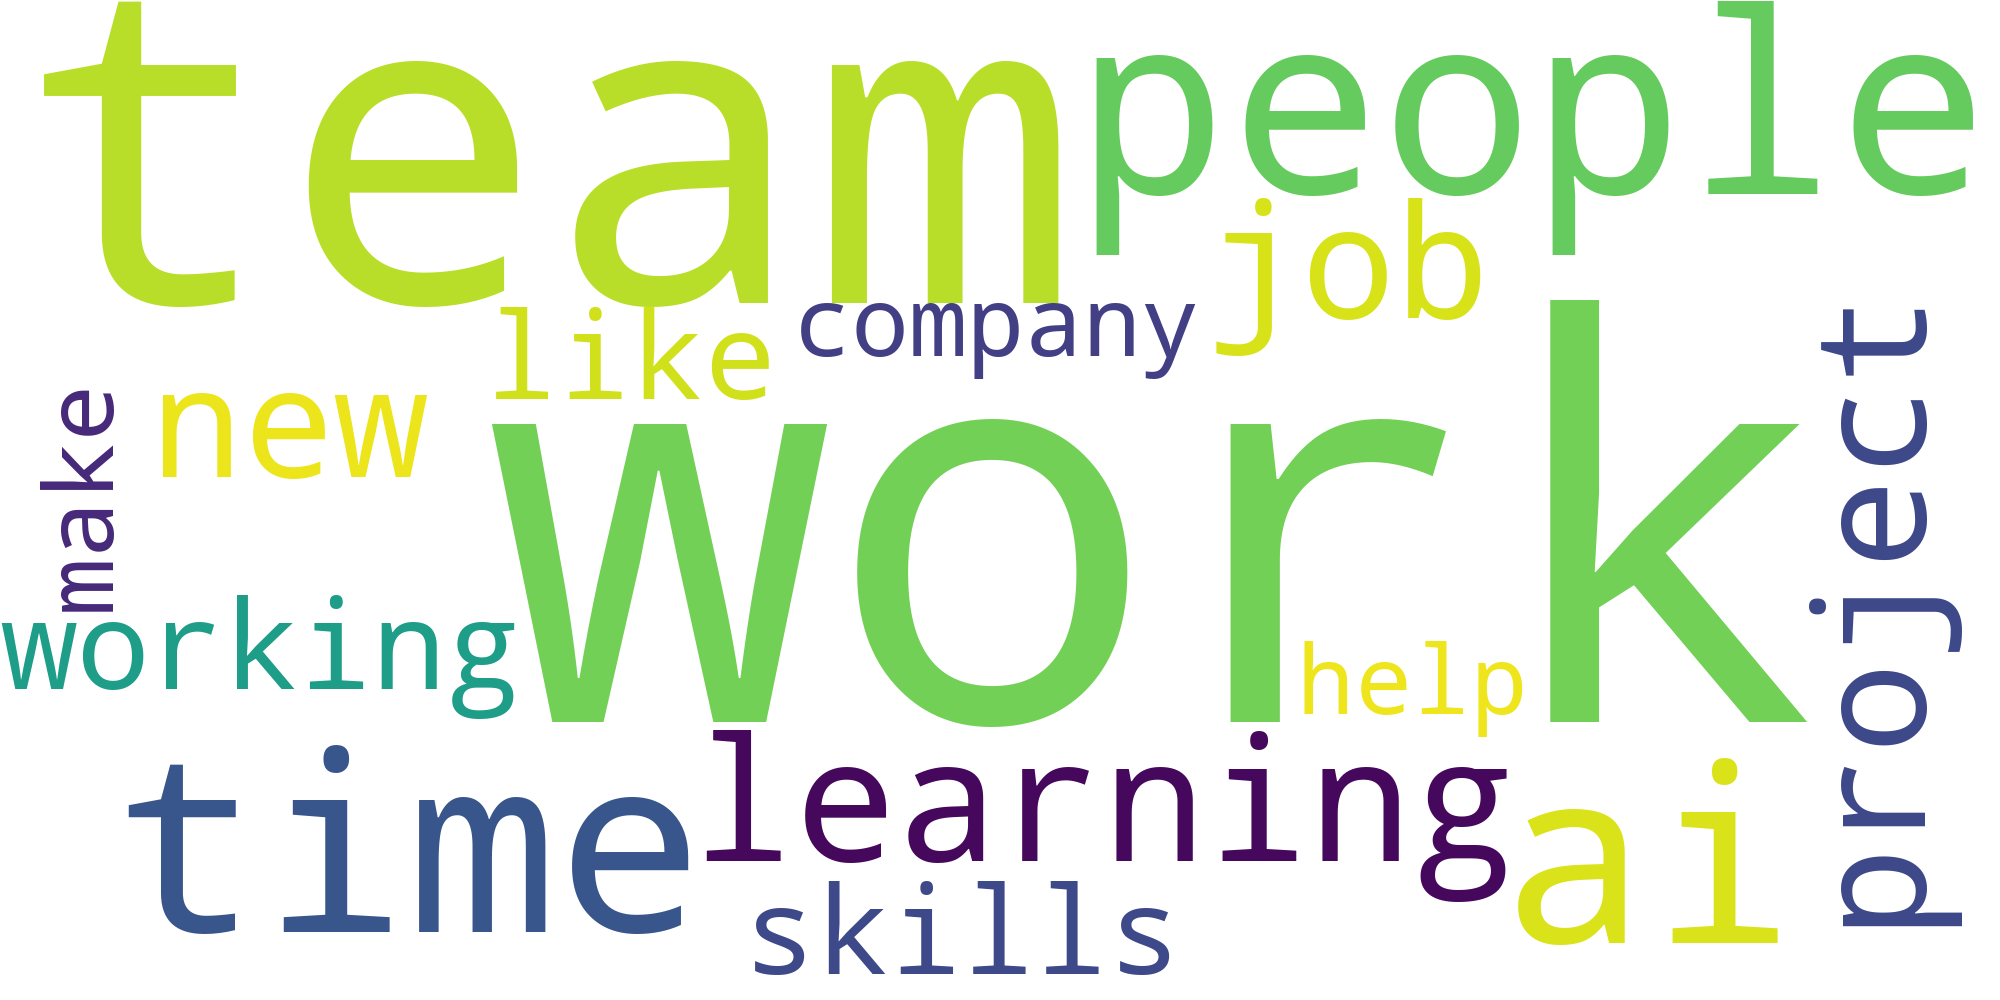 team
people
job
like
company
new
make
work
project
working
help
time
learning
ai
skills